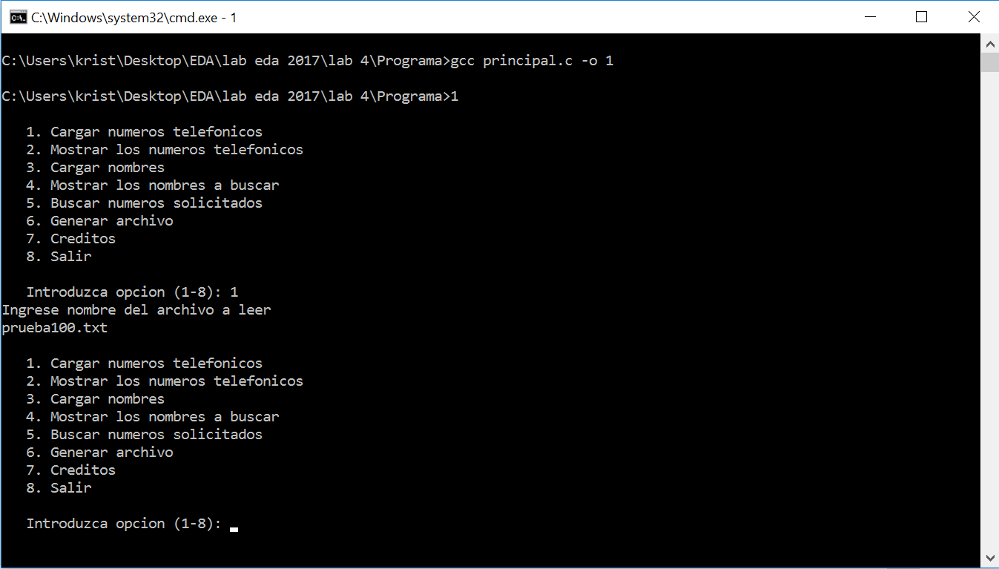 C:\Windows\system32\cmd.exe - 1
C:\Users\krist\Desktop\EDA\lab eda 2017\lab 4\Programa>gcc principal.c -o 1
C:\Users\krist\Desktop\EDA\lab eda 2017\lab 4\Programa>1
1. Cargar numeros telefonicos
2. Mostrar los numeros telefonicos
3. Cargar nombres
4. Mostrar los nombres a buscar
5. Buscar numeros solicitados
6. Generar archivo
7. Creditos
8. Salir
Introduzca opcion (1-8): 1
Ingrese nombre del archivo a leer
prueba100.txt
1. Cargar numeros telefonicos
2. Mostrar los numeros telefonicos
3. Cargar nombres
4. Mostrar los nombres a buscar
5. Buscar numeros solicitados
6. Generar archivo
7. Creditos
8. Salir
Introduzca opcion (1-8):